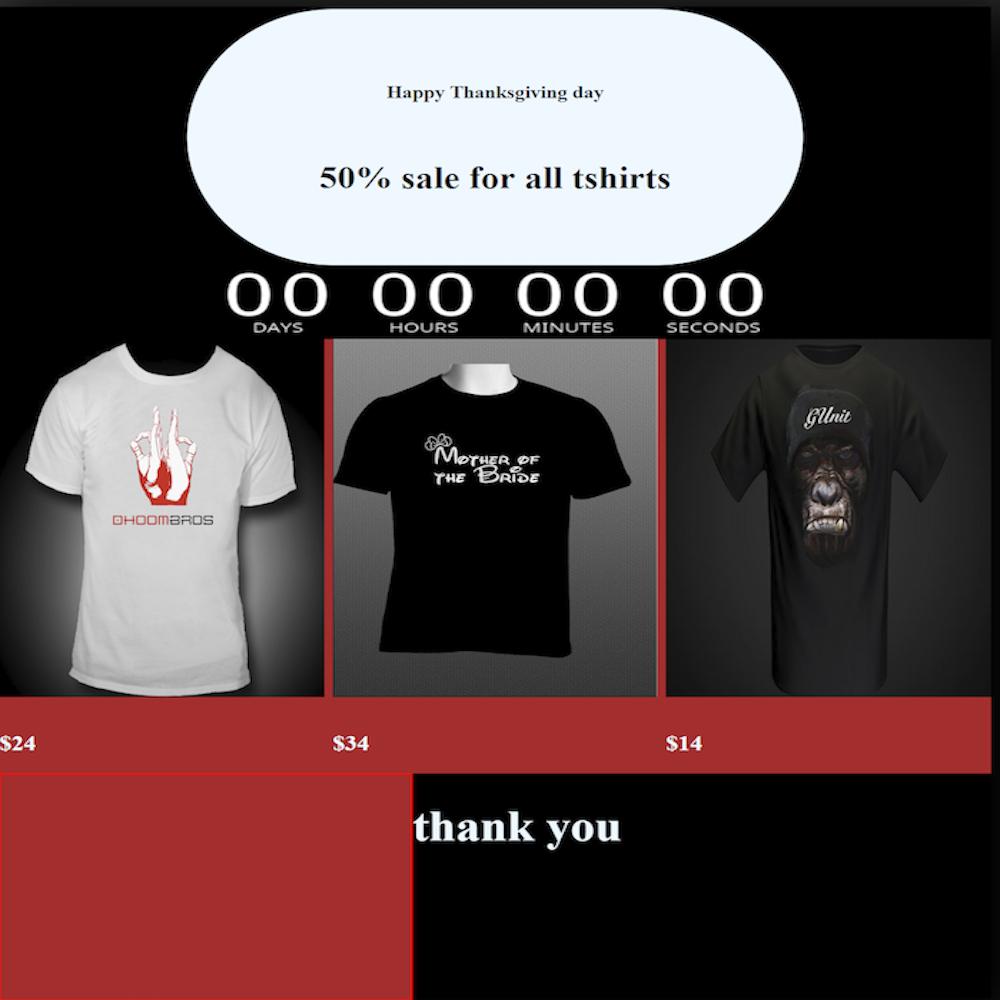 Happy Thanksgiving day
50% sale for all tshirts
00 00 00 00
DAYS HOURS MINUTES SECONDS
DHOOMBROS
MOTHER OF
THE BRIDE
GUnit
$24 $34 $14
thank you